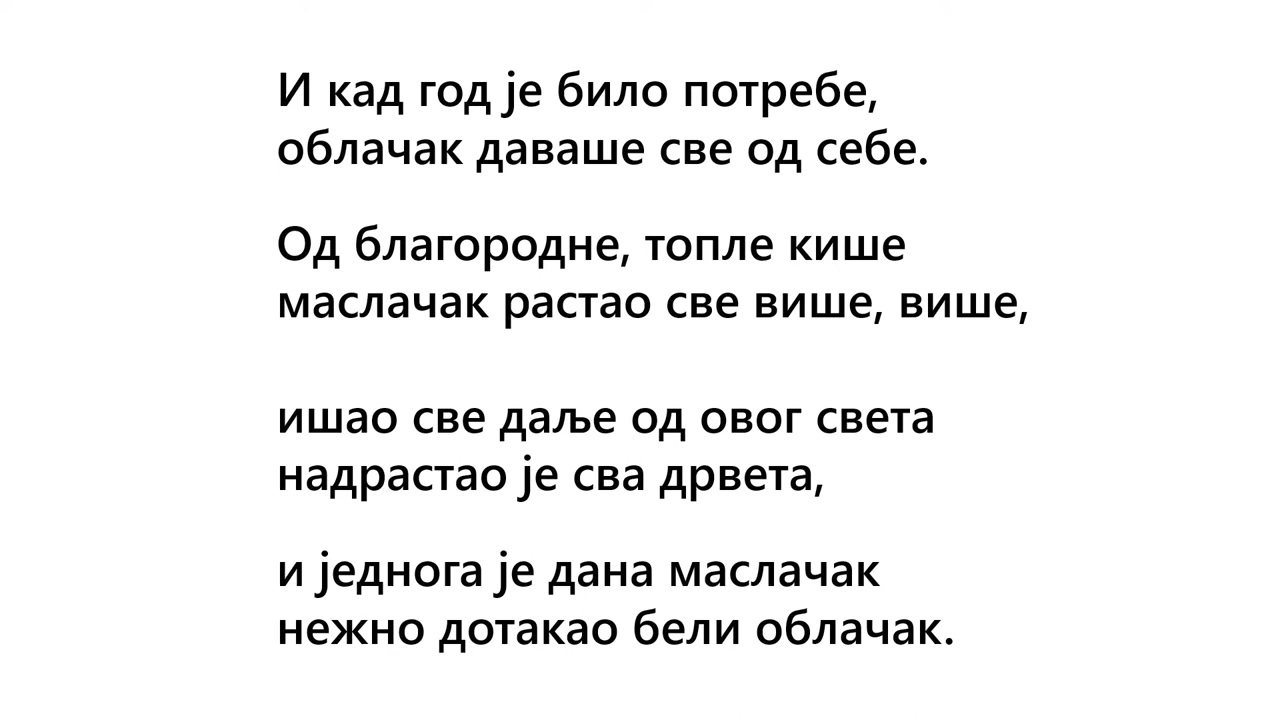 И кад год је било потребе,
облачак даваше све од себе.
Од благородне, топле кише
маслачак растао све више, више,
ишао све даље од овог света
надрастао је сва дрвета,
и једнога је дана маслачак
нежно дотакао бели облачак.